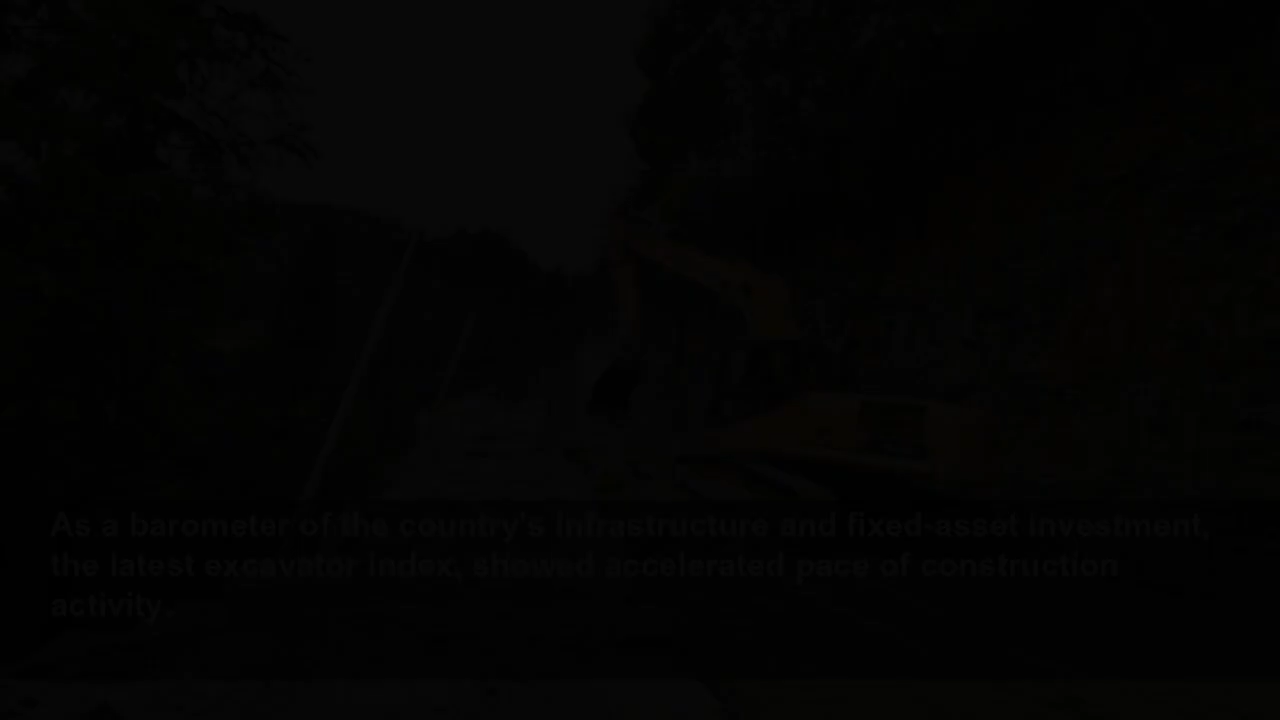 As a barometer of the country's infrastructure and fixed-asset investment,
the latest excavator index, showed accelerated pace of construction
activity.